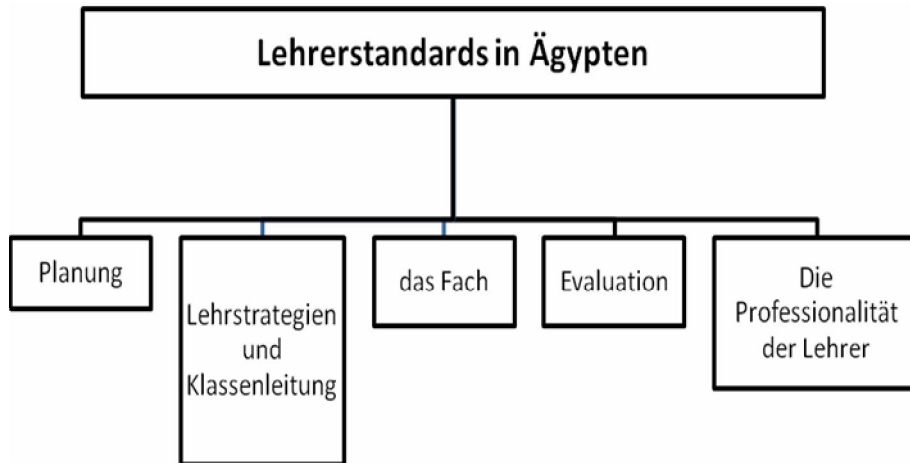 Lehrerstandards in Ägypten
Planung
Lehrstrategien
und
Klassenleitung
das Fach
Evaluation
Die
Professionalität
der Lehrer